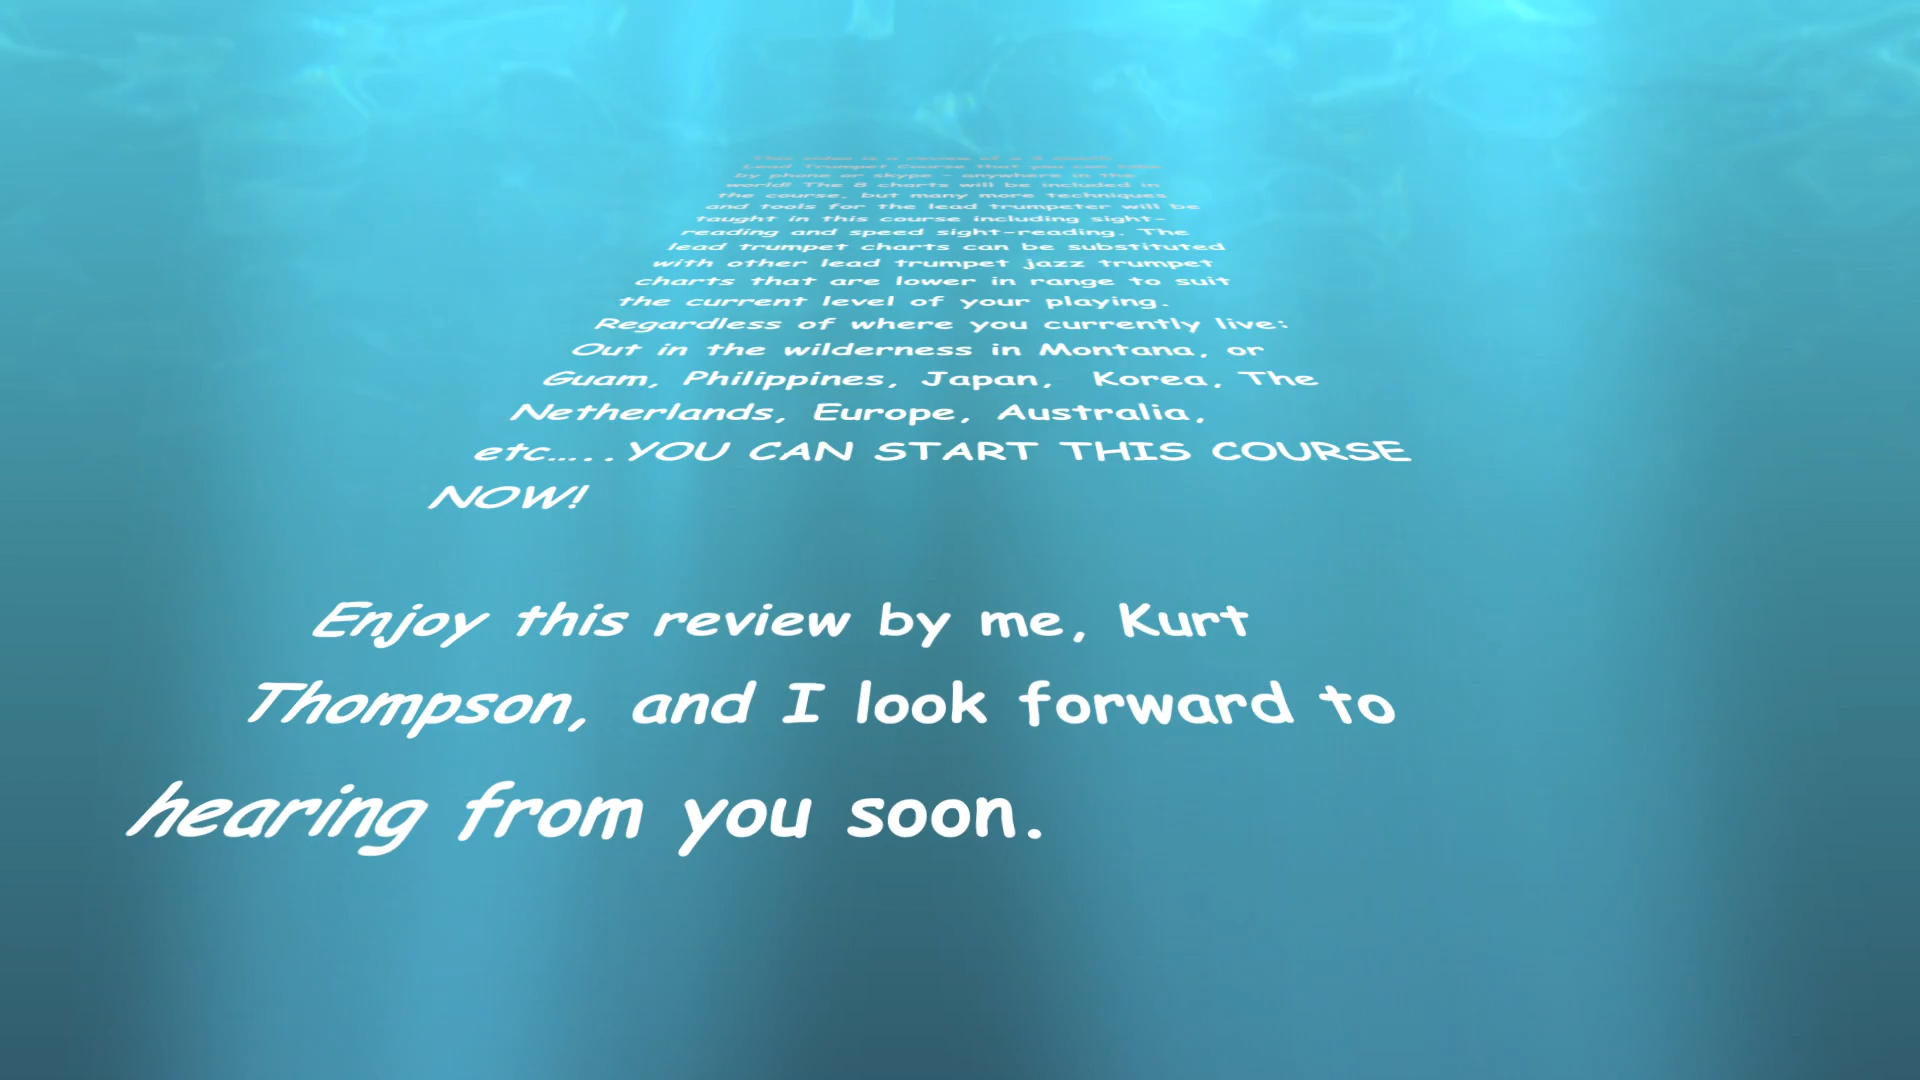 This video is a review of a 3 month
Lead Trumpet Course that you can take
by phone or skype - anywhere in the
world! The 8 charts will be included in
the course, but many more techniques
and tools for the lead trumpeter will be
taught in this course including sight-
reading and speed sight-reading. The
lead trumpet charts can be substituted
with other lead trumpet jazz trumpet
charts that are lower in range to suit
the current level of your playing.
Regardless of where you currently live:
Out in the wilderness in Montana, or
Guam, Philippines, Japan, Korea, The
Netherlands, Europe, Australia,
etc.....YOU CAN START THIS COURSE
NOW!
Enjoy this review by me, Kurt
Thompson, and I look forward to
hearing from you soon.